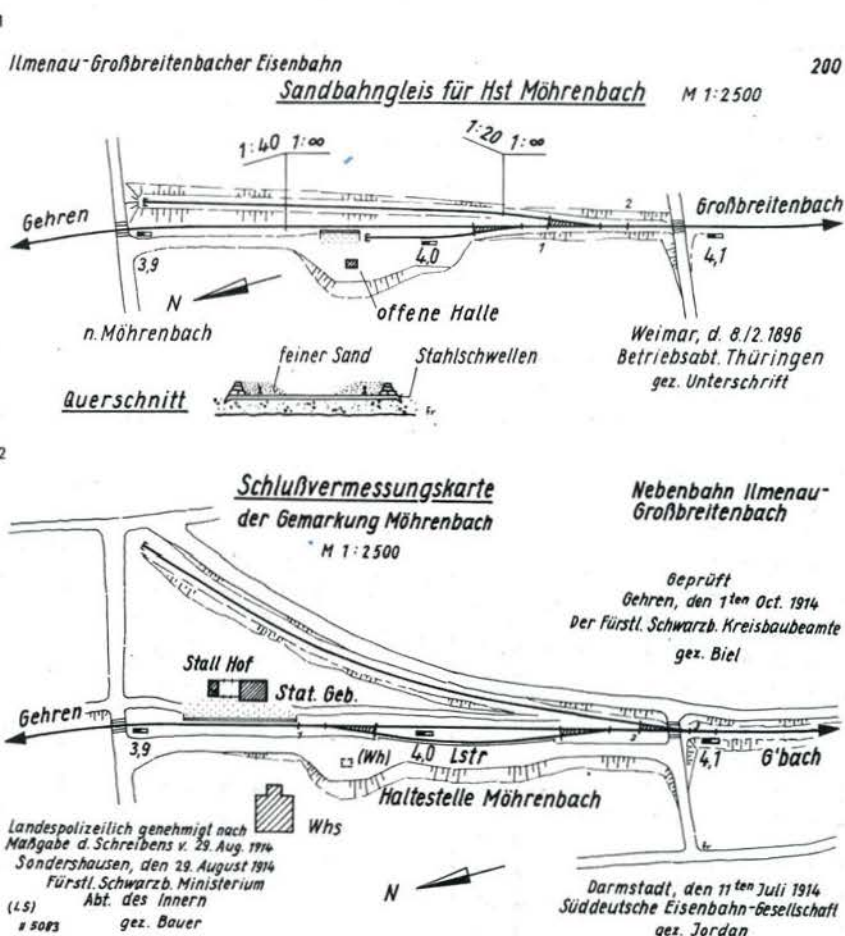 1
Ilmenau-Großbreitenbacher Eisenbahn
200
Sandbahngleis für Hst Möhrenbach M 1:2500
1:40 1:∞
1:20 1:∞
Gehren
2
Großbreitenbach
3,9
4,0
1
4,1
N
offene Halle
n. Möhrenbach
Weimar, d. 8./2. 1896
Betriebsabt. Thüringen
gez. Unterschrift
feiner Sand
Stahlschwellen
Querschnitt
2
Schlußvermessungskarte
der Gemarkung Möhrenbach
M 1:2500
Nebenbahn Ilmenau-
Großbreitenbach
Geprüft
Gehren, den 1ten Oct. 1914
Der Fürstl. Schwarzb. Kreisbaubeamte
gez. Biel
Stall Hof
Stat. Geb.
Gehren
3,9
(Wh)
4,0
Lstr
2
4,1
G'bach
Haltestelle Möhrenbach
Whs
Landespolizeilich genehmigt nach
Maßgabe d. Schreibens v. 29. Aug. 1914
Sondershausen, den 29. August 1914
Fürstl. Schwarzb. Ministerium
Abt. des Innern
(LS)
# 5083
gez. Bauer
N
Darmstadt, den 11ten Juli 1914
Süddeutsche Eisenbahn-Gesellschaft
gez. Jordan